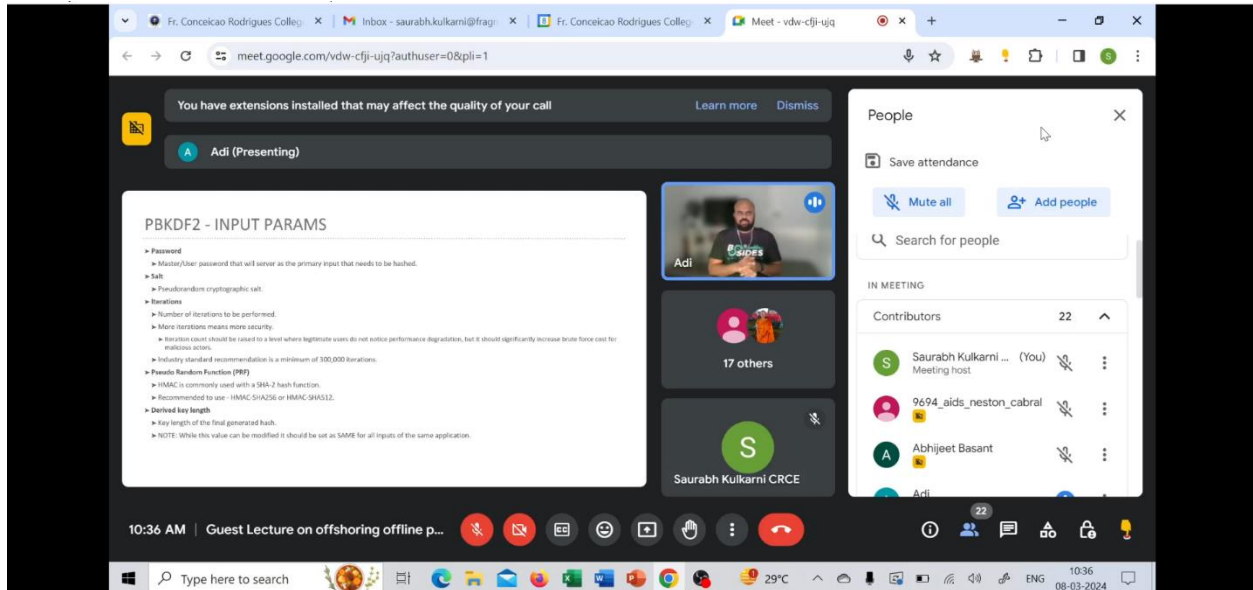 Fr. Conceicao Rodrigues Colleg
Inbox - saurabh.kulkarni@fragn
Fr. Conceicao Rodrigues Colleg
Meet - vdw-cfji-ujq
meet.google.com/vdw-cfji-ujq?authuser=0&pli=1
S
You have extensions installed that may affect the quality of your call
Learn more
Dismiss
A
Adi (Presenting)
PBKDF2 - INPUT PARAMS
➤ Password
➤ Master/User password that will server as the primary input that needs to be hashed.
➤ Salt
➤ Pseudorandom cryptographic salt.
➤ Iterations
➤ Number of iterations to be performed.
➤ More iterations means more security.
➤ Iteration count should be raised to a level where legitimate users do not notice performance degradation, but it should significantly increase brute force cost for
malicious actors.
➤ Industry standard recommendation is a minimum of 300,000 iterations.
➤ Pseudo Random Function (PRF)
➤ HMAC is commonly used with a SHA-2 hash function.
➤ Recommended to use - HMAC-SHA256 or HMAC-SHA512.
➤ Derived key length
➤ Key length of the final generated hash.
➤ NOTE: While this value can be modified it should be set as SAME for all inputs of the same application.
BSIDES
Adi
17 others
S
Saurabh Kulkarni CRCE
People
Save attendance
Mute all
Add people
Search for people
IN MEETING
Contributors
22
S
Saurabh Kulkarni ... (You)
Meeting host
9694_aids_neston_cabral
A
Abhijeet Basant
Adi
10:36 AM | Guest Lecture on offshoring offline p...
22
Type here to search
29°C
ENG
10:36
08-03-2024